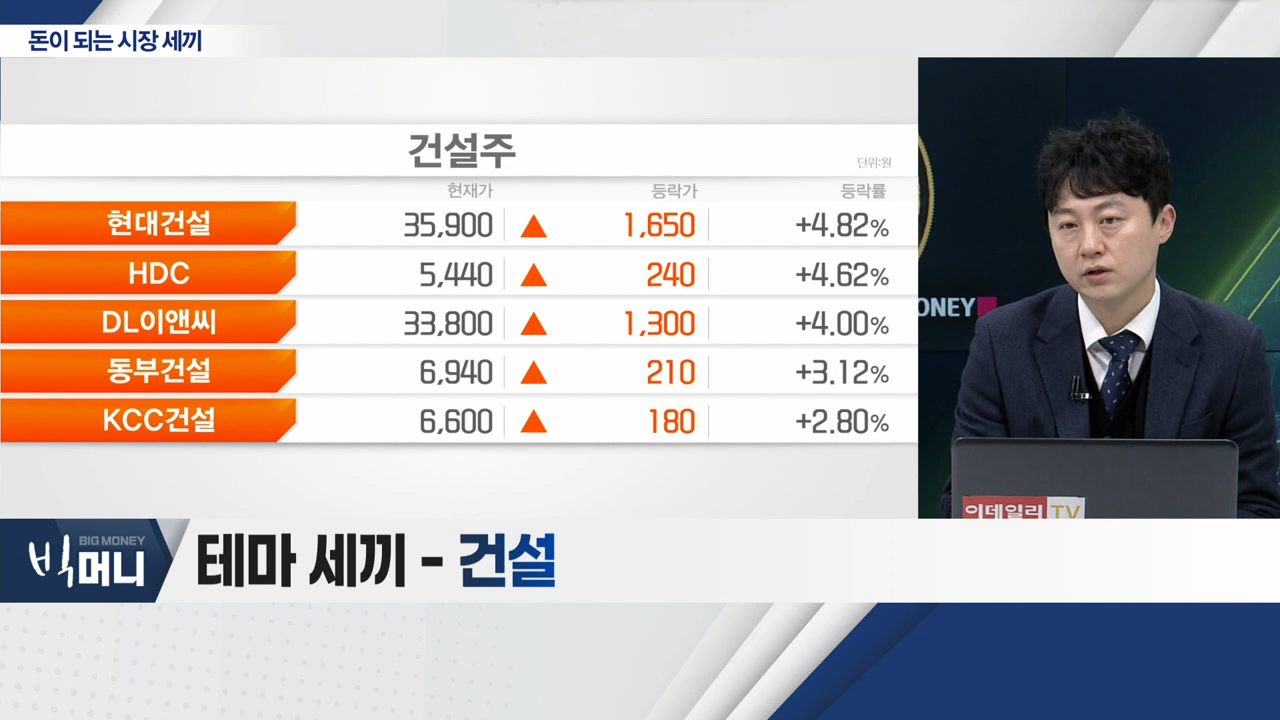 돈이 되는 시장 세끼
건설주
단위:원
현재가 등락가 등락률
현대건설 35,900 ▲ 1,650 +4.82%
HDC 5,440 ▲ 240 +4.62%
DL이앤씨 33,800 ▲ 1,300 +4.00%
동부건설 6,940 ▲ 210 +3.12%
KCC건설 6,600 ▲ 180 +2.80%
ONEY
이데일리TV
BIG MONEY
빅머니
테마 세끼 - 건설